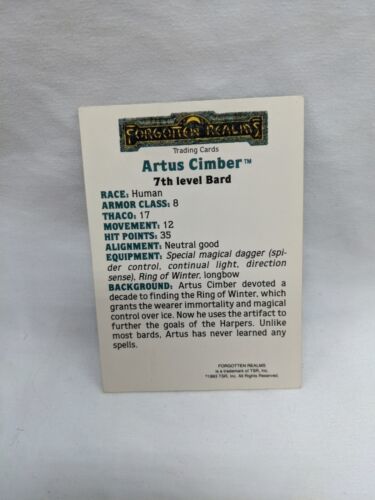 FORGOTTEN REALMS
Trading Cards
Artus Cimber™
7th level Bard
RACE: Human
ARMOR CLASS: 8
THACO: 17
MOVEMENT: 12
HIT POINTS: 35
ALIGNMENT: Neutral good
EQUIPMENT: Special magical dagger (spi-
der control, continual light, direction
sense), Ring of Winter, longbow
BACKGROUND: Artus Cimber devoted a
decade to finding the Ring of Winter, which
grants the wearer immortality and magical
control over ice. Now he uses the artifact to
further the goals of the Harpers. Unlike
most bards, Artus has never learned any
spells.
FORGOTTEN REALMS
is a trademark of TSR, Inc.
©1993 TSR, Inc. All Rights Reserved.